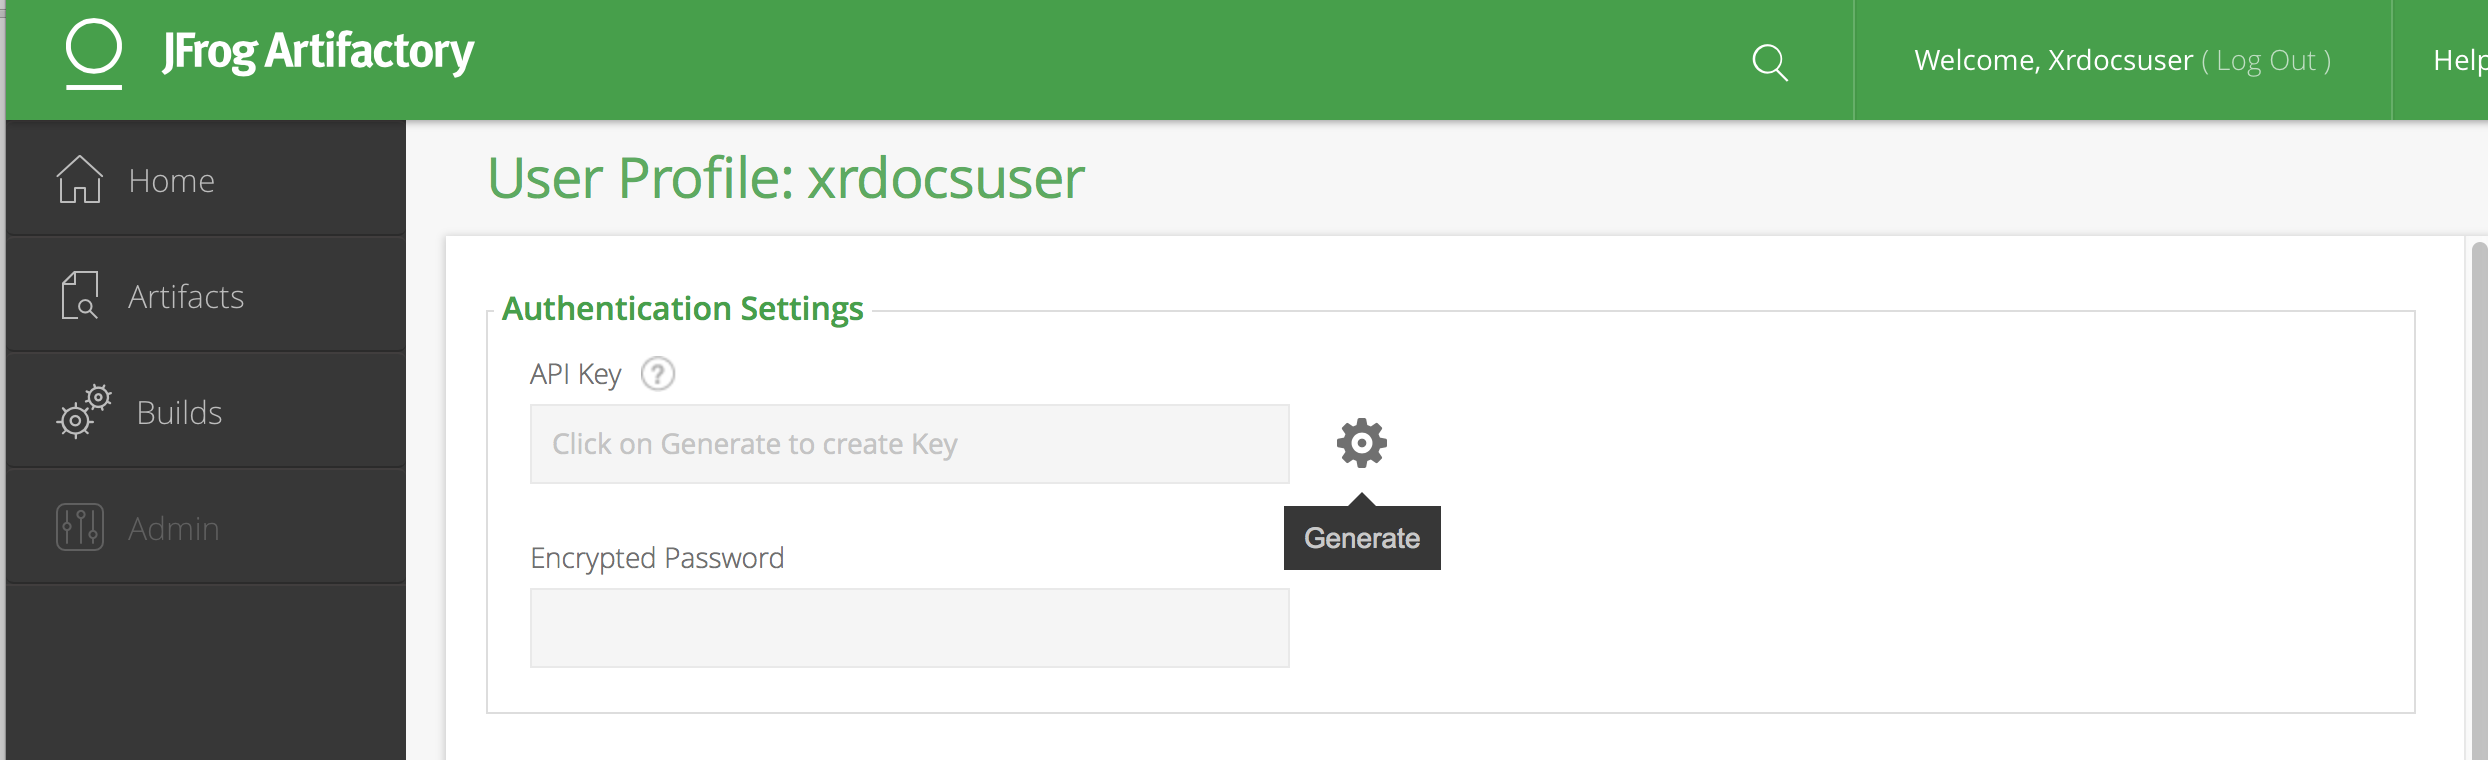 JFrog Artifactory
Welcome, Xrdocsuser ( Log Out )
Help
Home
Artifacts
Builds
Admin
User Profile: xrdocsuser
Authentication Settings
API Key ?
Click on Generate to create Key
Generate
Encrypted Password